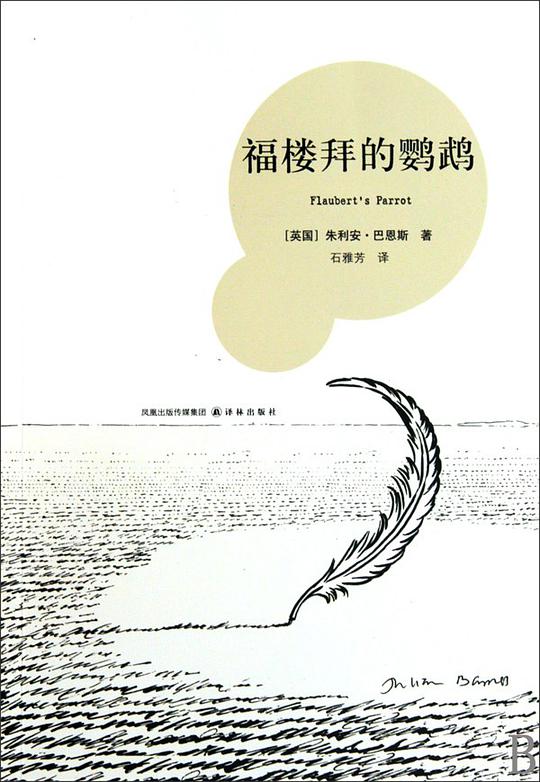 福楼拜的鹦鹉
Flaubert's Parrot
［英国］朱利安·巴恩斯 著
石雅芳 译
凤凰出版传媒集团 译林出版社
Julian Barnes
B